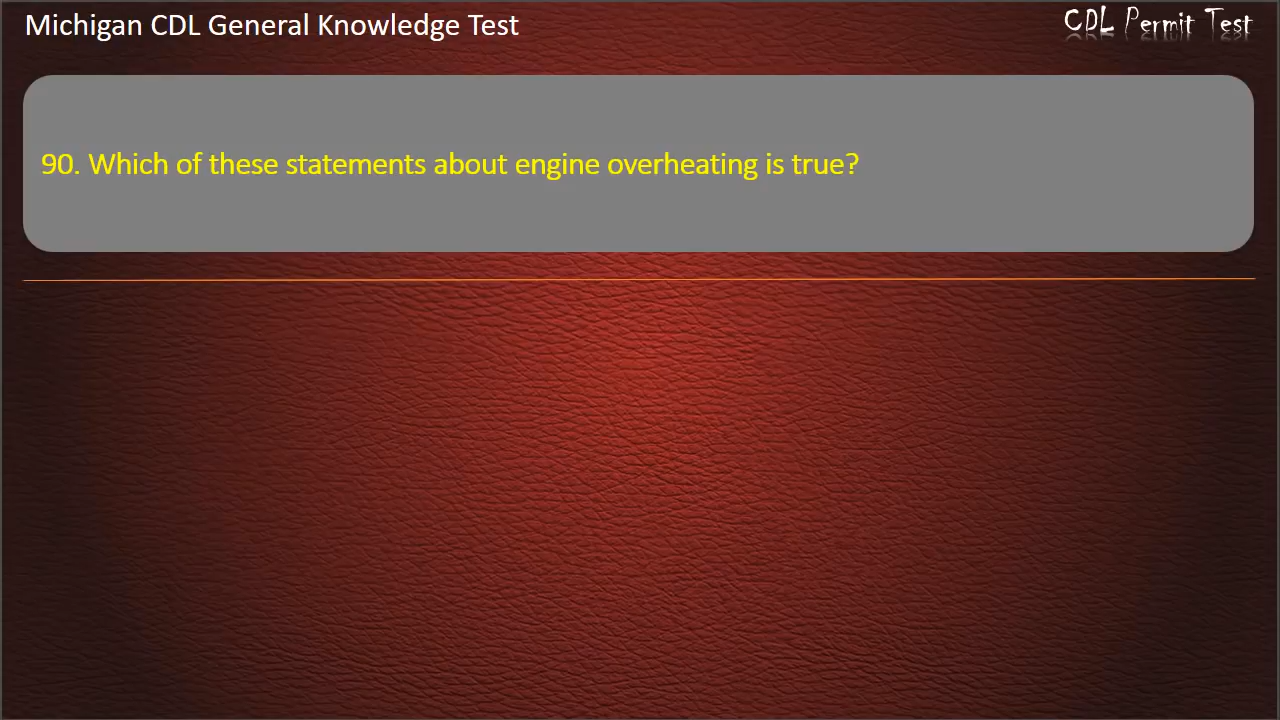 Michigan CDL General Knowledge Test
CDL Permit Test
90. Which of these statements about engine overheating is true?